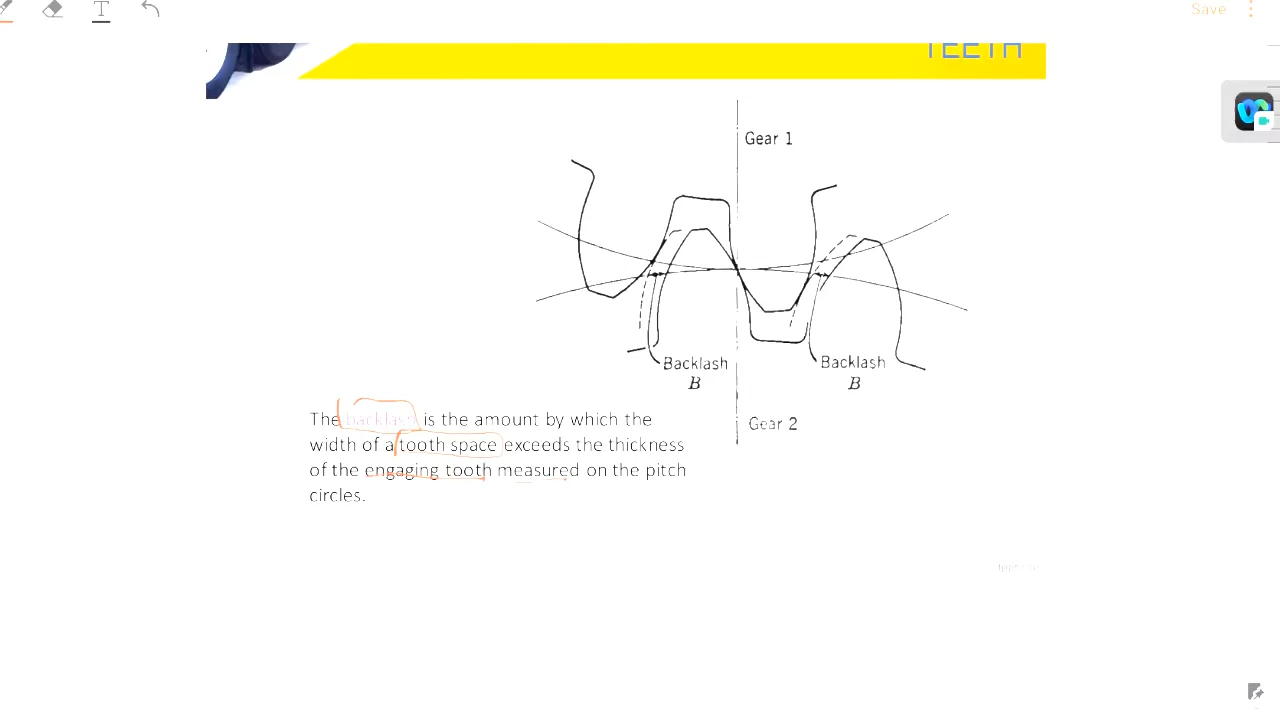 T
Save
TEETH
Gear 1
Backlash
B
Backlash
B
Gear 2
The backlash is the amount by which the
width of a tooth space exceeds the thickness
of the engaging tooth measured on the pitch
circles.